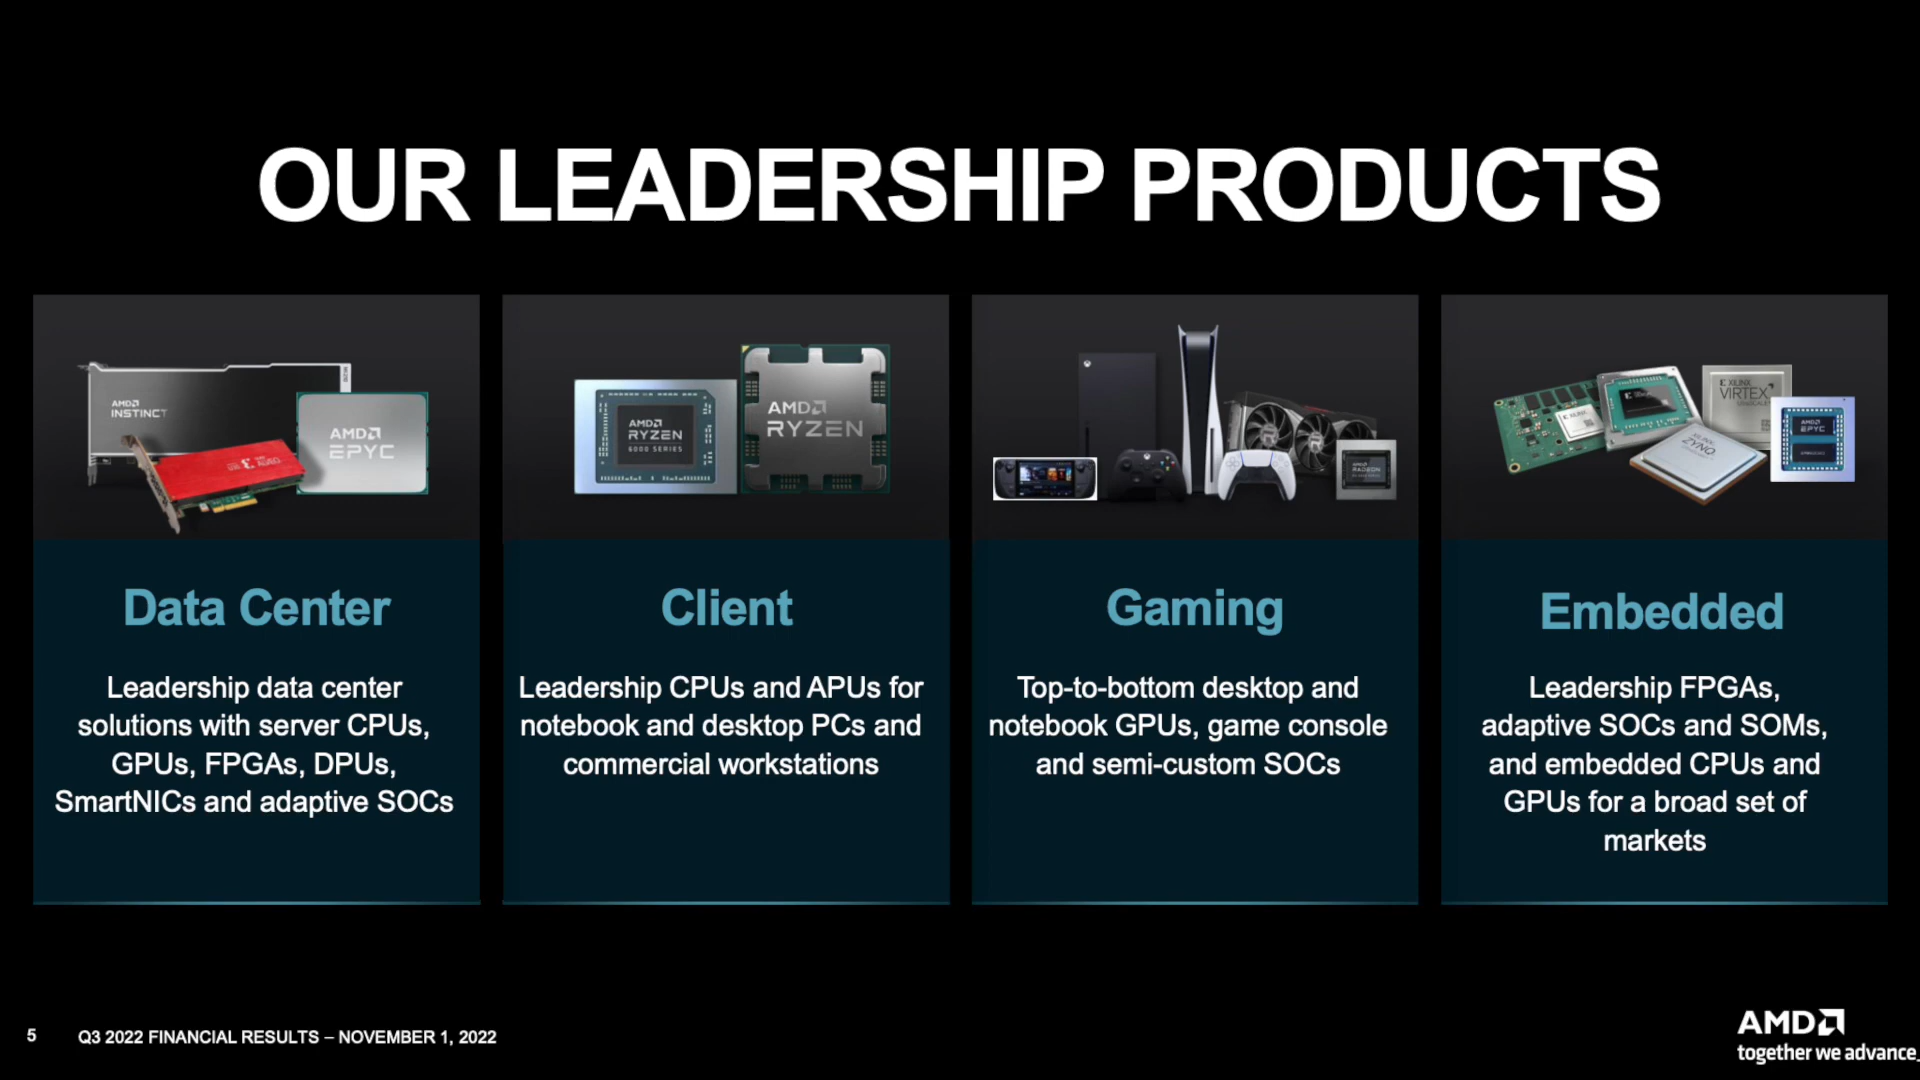 OUR LEADERSHIP PRODUCTS
AMD
INSTINCT
AMD
EPYC
AMD
RYZEN
6000 SERIES
AMD
RYZEN
AMD
RADEON
XILINX
XILINX
VIRTEX
XILINX
ZYNQ
AMD
EPYC
Data Center
Leadership data center
solutions with server CPUs,
GPUs, FPGAs, DPUs,
SmartNICs and adaptive SOCs
Client
Leadership CPUs and APUs for
notebook and desktop PCs and
commercial workstations
Gaming
Top-to-bottom desktop and
notebook GPUs, game console
and semi-custom SOCs
Embedded
Leadership FPGAs,
adaptive SOCs and SOMs,
and embedded CPUs and
GPUs for a broad set of
markets
5 Q3 2022 FINANCIAL RESULTS – NOVEMBER 1, 2022
AMD
together we advance_